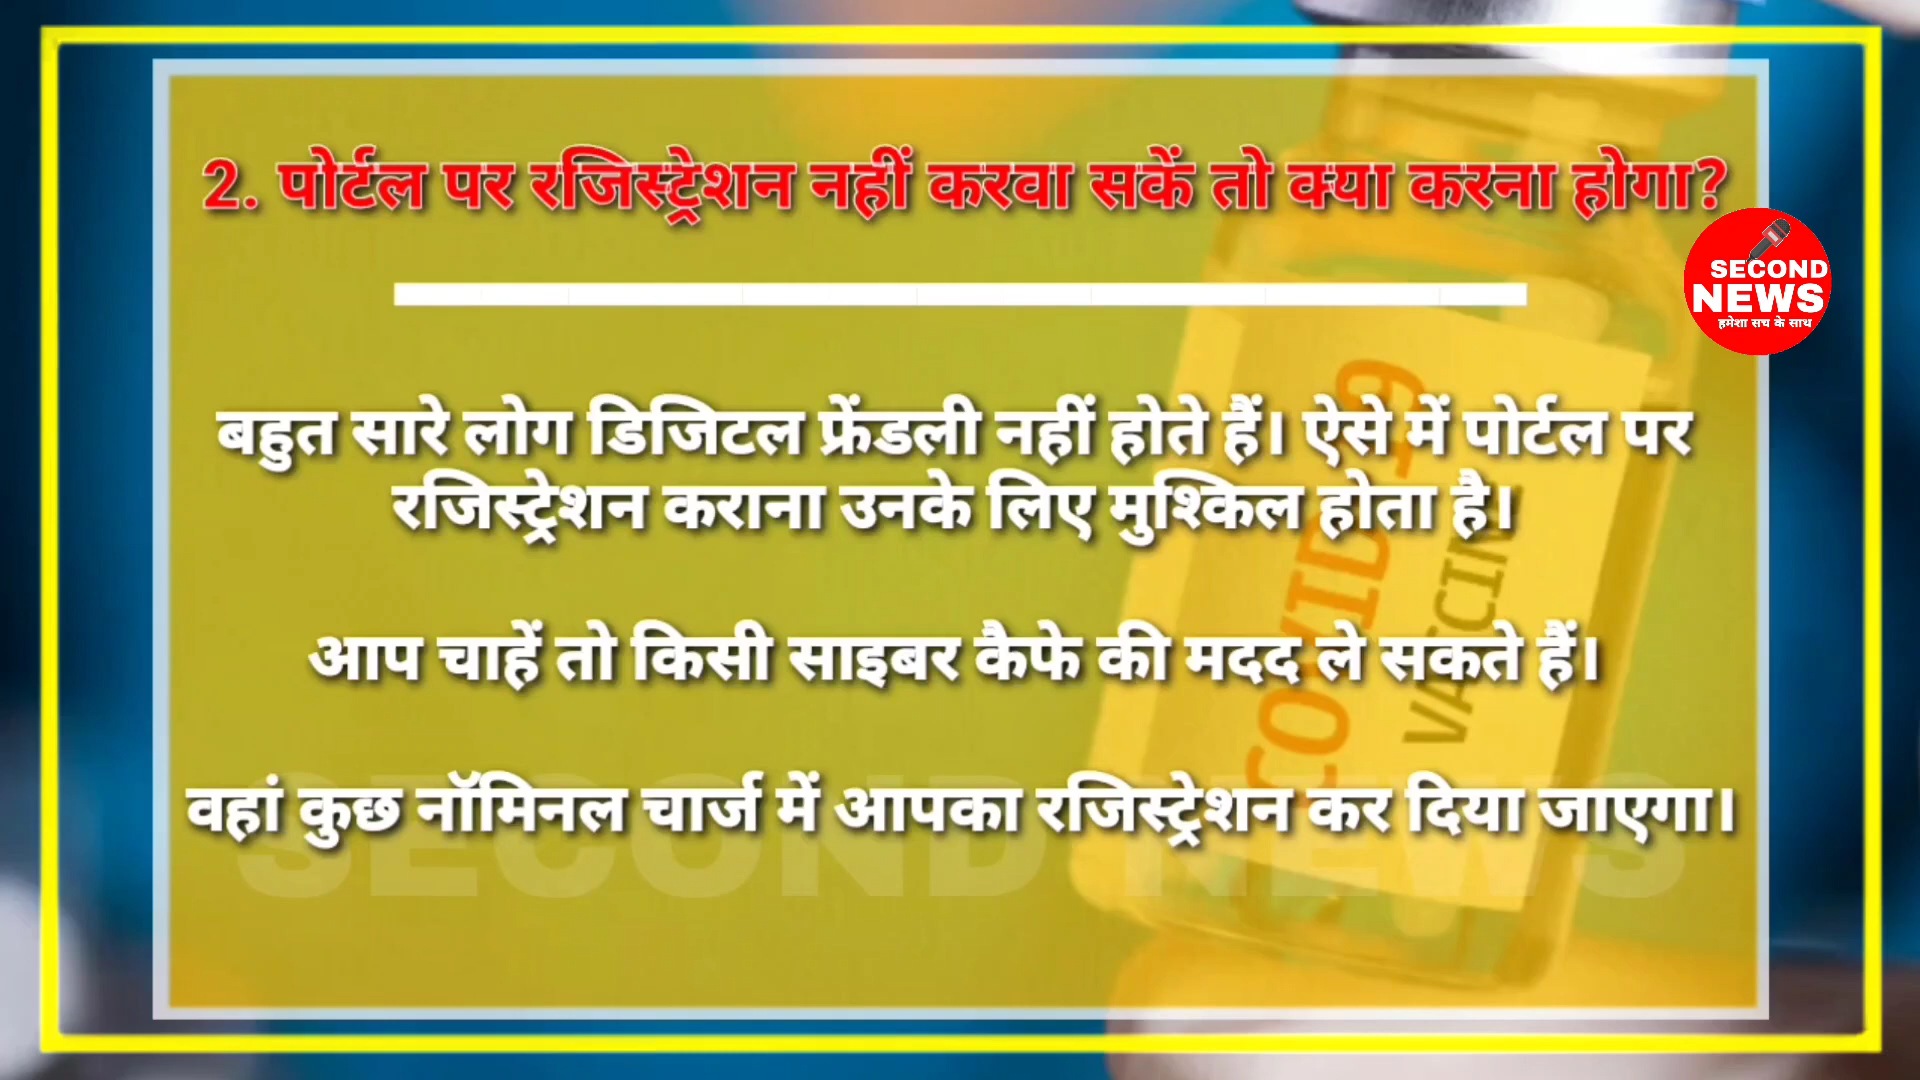 2. पोर्टल पर रजिस्ट्रेशन नहीं करवा सकें तो क्या करना होगा?
SECOND
NEWS
हमेशा सच के साथ
बहुत सारे लोग डिजिटल फ्रेंडली नहीं होते हैं। ऐसे में पोर्टल पर
रजिस्ट्रेशन कराना उनके लिए मुश्किल होता है।
आप चाहें तो किसी साइबर कैफे की मदद ले सकते हैं।
वहां कुछ नॉमिनल चार्ज में आपका रजिस्ट्रेशन कर दिया जाएगा।
SECOND NEWS
COVID-19
VACCINE